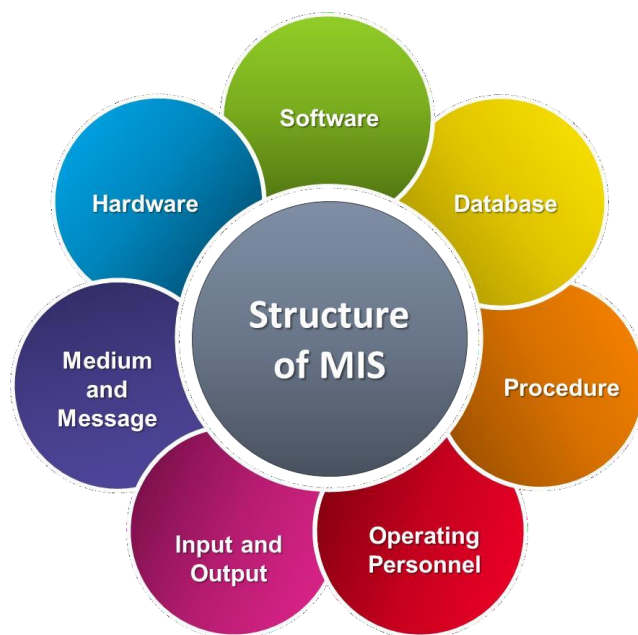 Structure
of MIS
Software
Database
Procedure
Operating
Personnel
Input and
Output
Medium
and
Message
Hardware